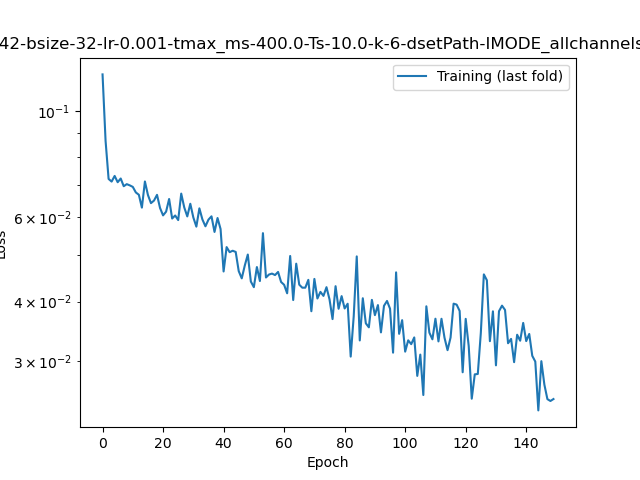 42-bsize-32-lr-0.001-tmax_ms-400.0-Ts-10.0-k-6-dsetPath-IMODE_allchannels
Training (last fold)
10⁻¹
6 × 10⁻²
4 × 10⁻²
3 × 10⁻²
Loss
0 20 40 60 80 100 120 140
Epoch